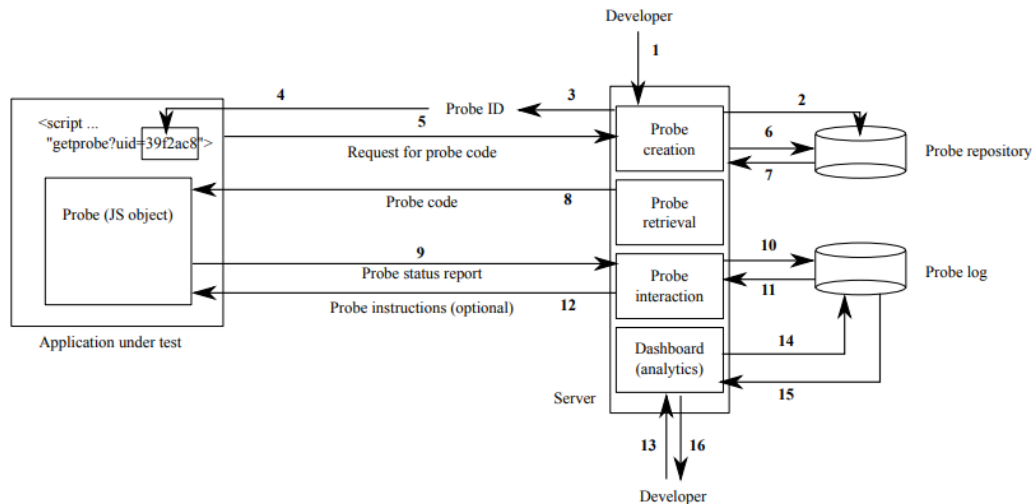 Developer
1
4
Probe ID
3
2
<script ...
"getprobe?uid=39f2ac8">
5
Request for probe code
Probe
creation
6
7
Probe repository
Probe (JS object)
Probe code
8
Probe
retrieval
9
Probe status report
Probe
interaction
10
11
Probe log
Probe instructions (optional)
12
Application under test
Dashboard
(analytics)
14
15
Server
13
16
Developer